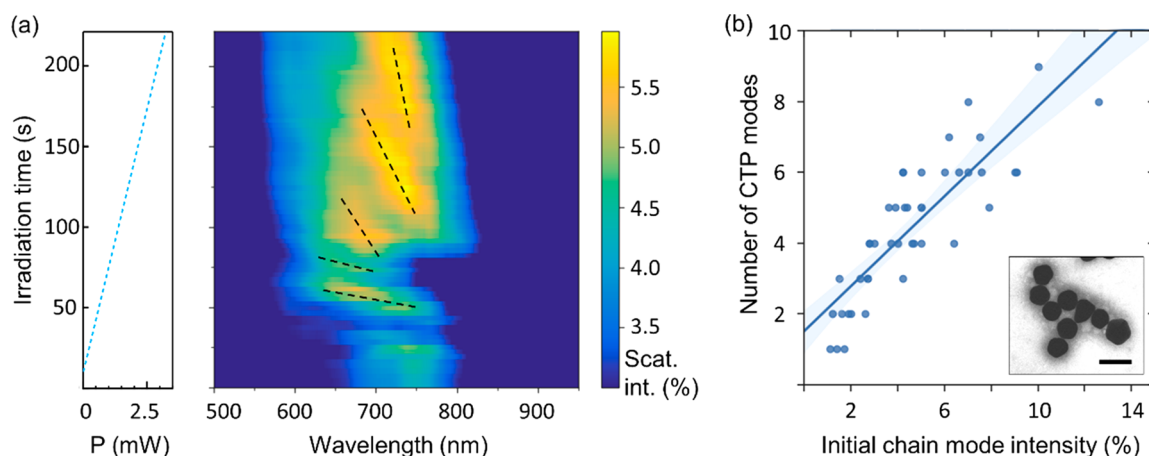 (a)
Irradiation time (s)
200
150
100
50
0
2.5
P (mW)
500
600
700
800
900
Wavelength (nm)
5.5
5.0
4.5
4.0
3.5
Scat.
int. (%)
(b)
Number of CTP modes
10
8
6
4
2
2
6
10
14
Initial chain mode intensity (%)